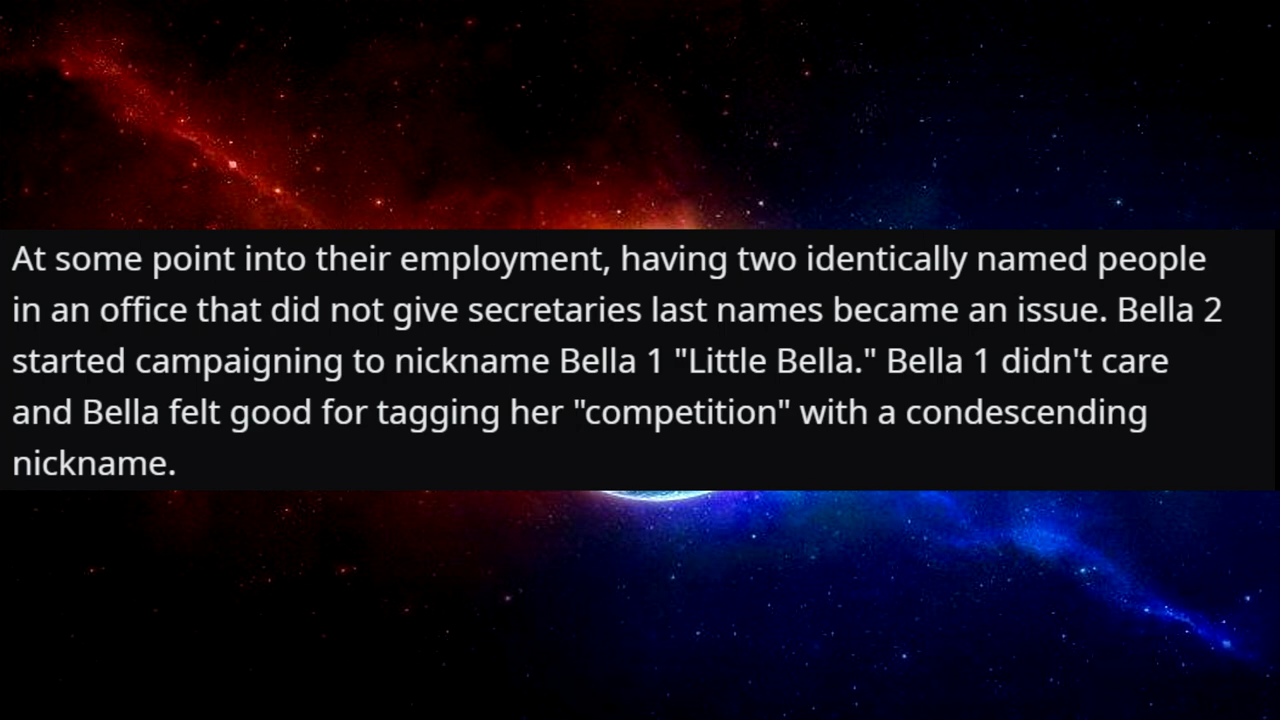 At some point into their employment, having two identically named people
in an office that did not give secretaries last names became an issue. Bella 2
started campaigning to nickname Bella 1 "Little Bella." Bella 1 didn't care
and Bella felt good for tagging her "competition" with a condescending
nickname.